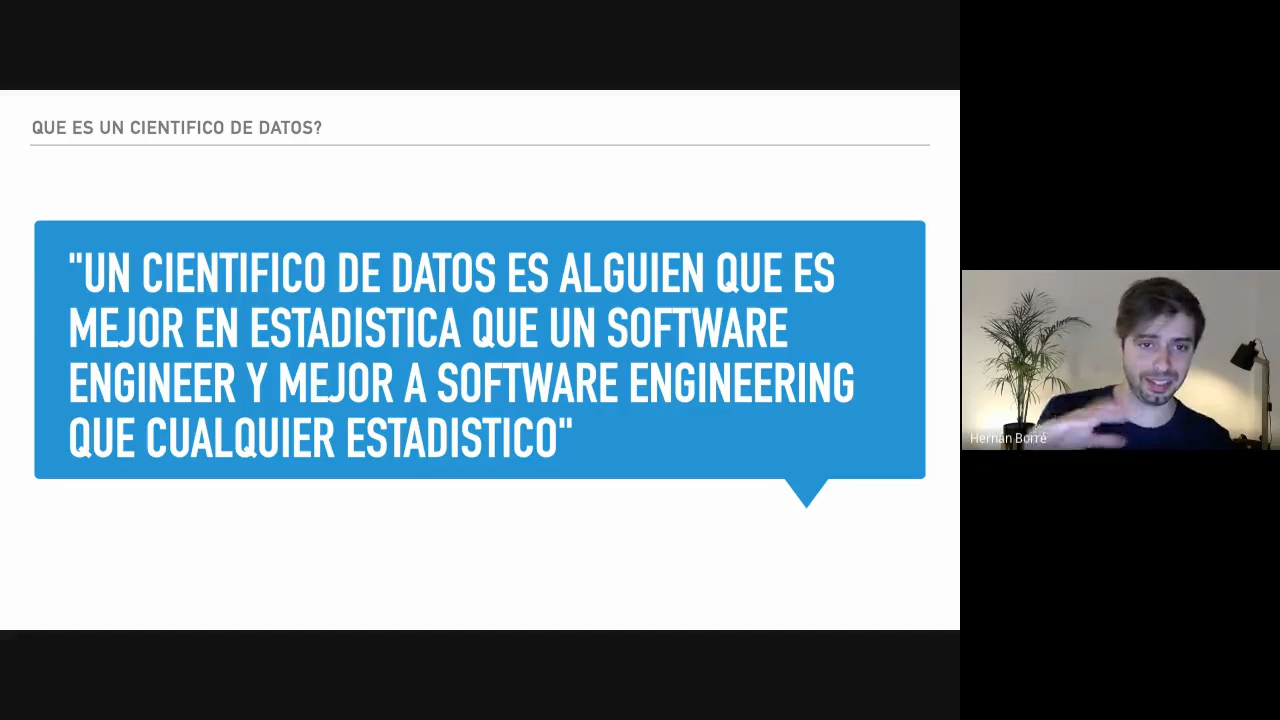 QUE ES UN CIENTIFICO DE DATOS?
"UN CIENTIFICO DE DATOS ES ALGUIEN QUE ES
MEJOR EN ESTADISTICA QUE UN SOFTWARE
ENGINEER Y MEJOR A SOFTWARE ENGINEERING
QUE CUALQUIER ESTADISTICO"
Hernán Borré